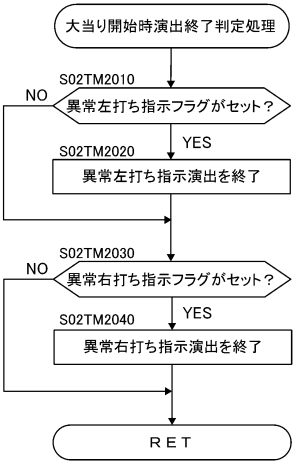 大当り開始時演出終了判定処理
S02TM2010
NO
異常左打ち指示フラグがセット?
YES
S02TM2020
異常左打ち指示演出を終了
S02TM2030
NO
異常右打ち指示フラグがセット?
YES
S02TM2040
異常右打ち指示演出を終了
RET